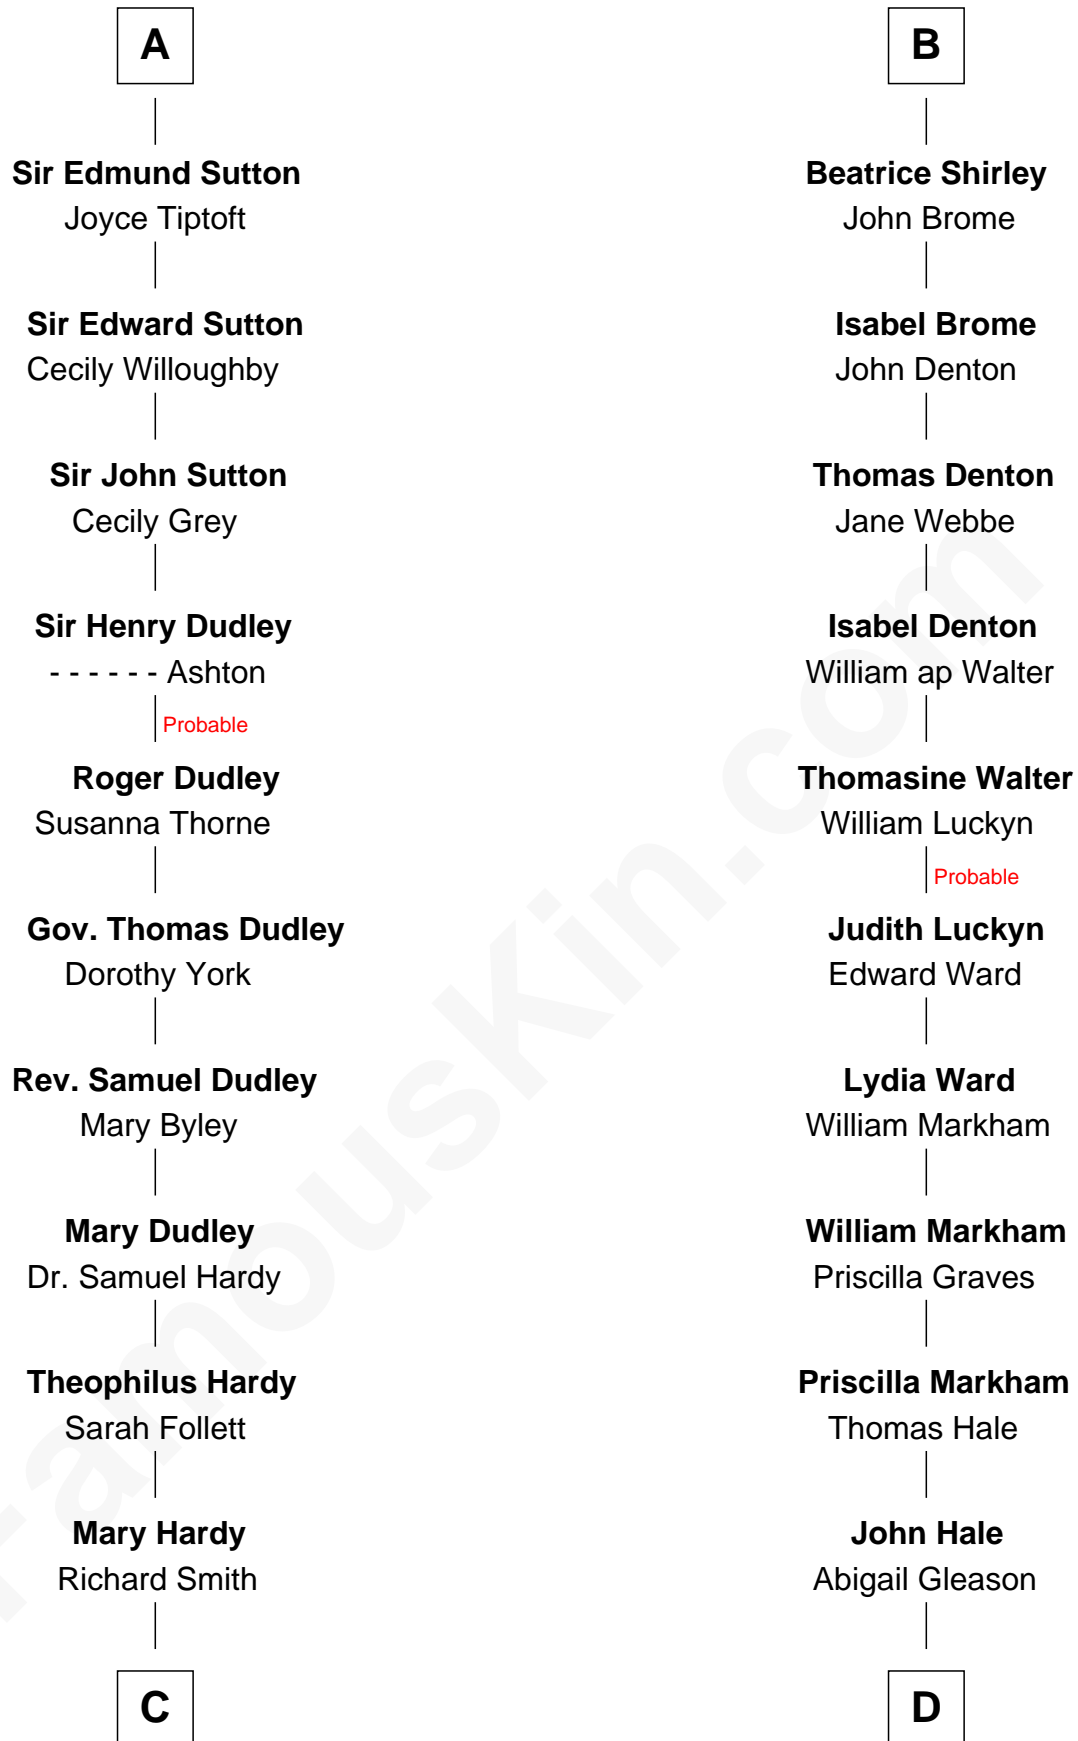 A
Sir Edmund Sutton
Joyce Tiptoft
Sir Edward Sutton
Cecily Willoughby
Sir John Sutton
Cecily Grey
Sir Henry Dudley
- - - - - - Ashton
Probable
Roger Dudley
Susanna Thorne
Gov. Thomas Dudley
Dorothy York
Rev. Samuel Dudley
Mary Byley
Mary Dudley
Dr. Samuel Hardy
Theophilus Hardy
Sarah Follett
Mary Hardy
Richard Smith
C
B
Beatrice Shirley
John Brome
Isabel Brome
John Denton
Thomas Denton
Jane Webbe
Isabel Denton
William ap Walter
Thomasine Walter
William Luckyn
Probable
Judith Luckyn
Edward Ward
Lydia Ward
William Markham
William Markham
Priscilla Graves
Priscilla Markham
Thomas Hale
John Hale
Abigail Gleason
D
FamousKin.com